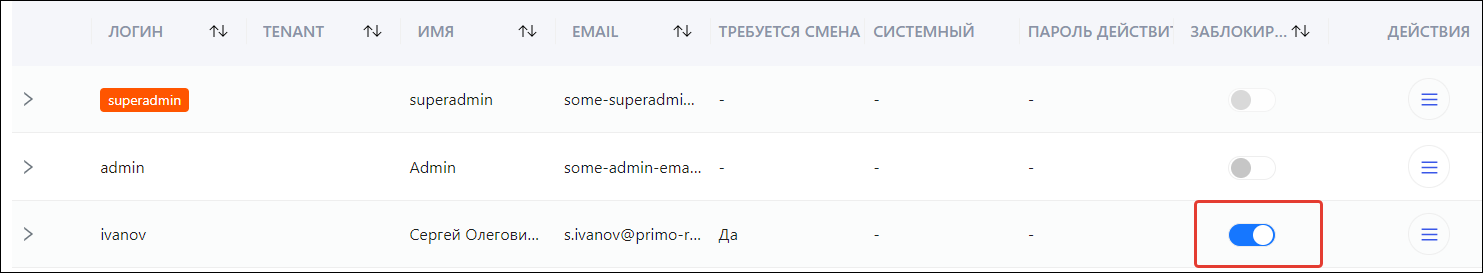 ЛОГИН TENANT ИМЯ EMAIL ТРЕБУЕТСЯ СМЕНА СИСТЕМНЫЙ ПАРОЛЬ ДЕЙСТВИТ ЗАБЛОКИР... ДЕЙСТВИЯ
superadmin superadmin some-superadmi... - - -
admin Admin some-admin-ema... - - -
ivanov Сергей Олегови... s.ivanov@primo-r... Да - -